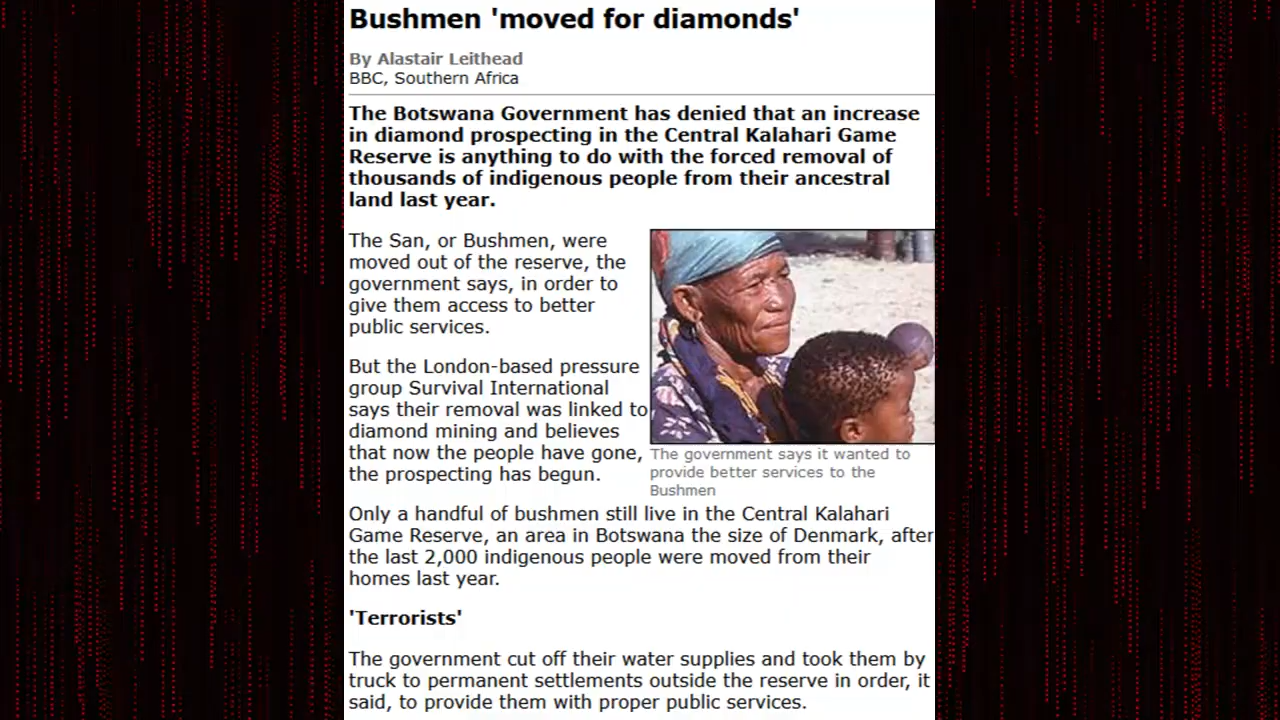 Bushmen 'moved for diamonds'
By Alastair Leithead
BBC, Southern Africa
The Botswana Government has denied that an increase
in diamond prospecting in the Central Kalahari Game
Reserve is anything to do with the forced removal of
thousands of indigenous people from their ancestral
land last year.
The San, or Bushmen, were
moved out of the reserve, the
government says, in order to
give them access to better
public services.
But the London-based pressure
group Survival International
says their removal was linked to
diamond mining and believes
that now the people have gone,
the prospecting has begun.
The government says it wanted to
provide better services to the
Bushmen
Only a handful of bushmen still live in the Central Kalahari
Game Reserve, an area in Botswana the size of Denmark, after
the last 2,000 indigenous people were moved from their
homes last year.
'Terrorists'
The government cut off their water supplies and took them by
truck to permanent settlements outside the reserve in order, it
said, to provide them with proper public services.